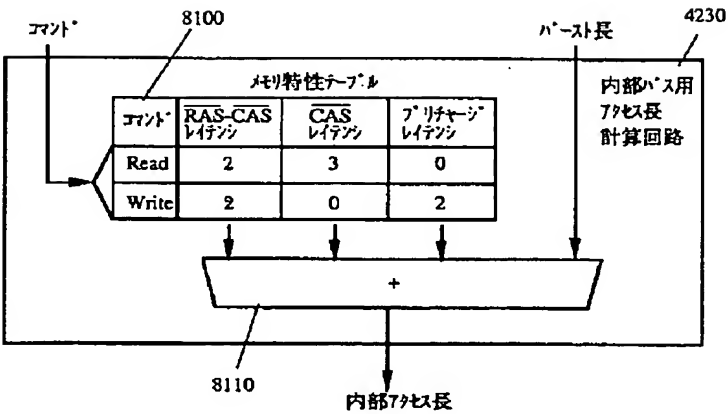 コマンド
8100
バースト長
4230
メモリ特性テーブル
内部バス用
アクセス長
計算回路
コマンド
RAS-CAS
レイテンシ
CAS
レイテンシ
プリチャージ
レイテンシ
Read
2
3
0
Write
2
0
2
+
8110
内部アクセス長